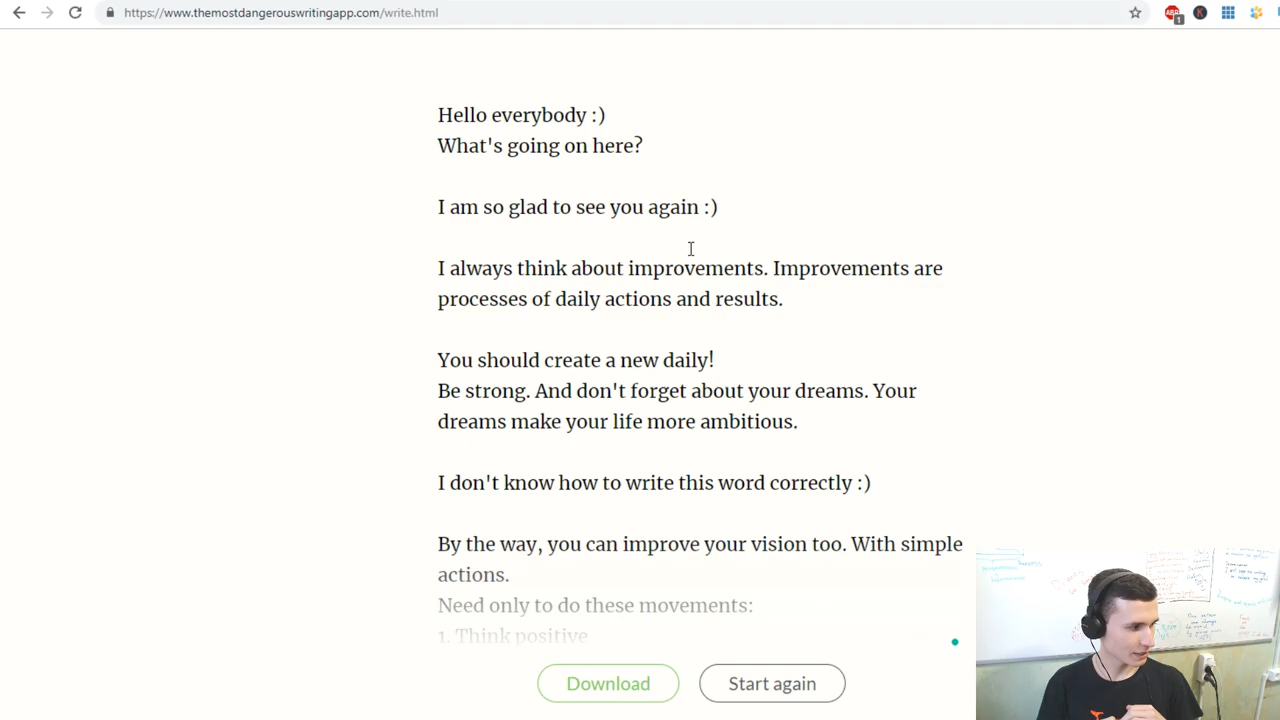 https://www.themostdangerouswritingapp.com/write.html
ABP
1
K
Hello everybody :)
What's going on here?
I am so glad to see you again :)
I always think about improvements. Improvements are
processes of daily actions and results.
You should create a new daily!
Be strong. And don't forget about your dreams. Your
dreams make your life more ambitious.
I don't know how to write this word correctly :)
By the way, you can improve your vision too. With simple
actions.
Need only to do these movements:
1. Think positive
Download
Start again